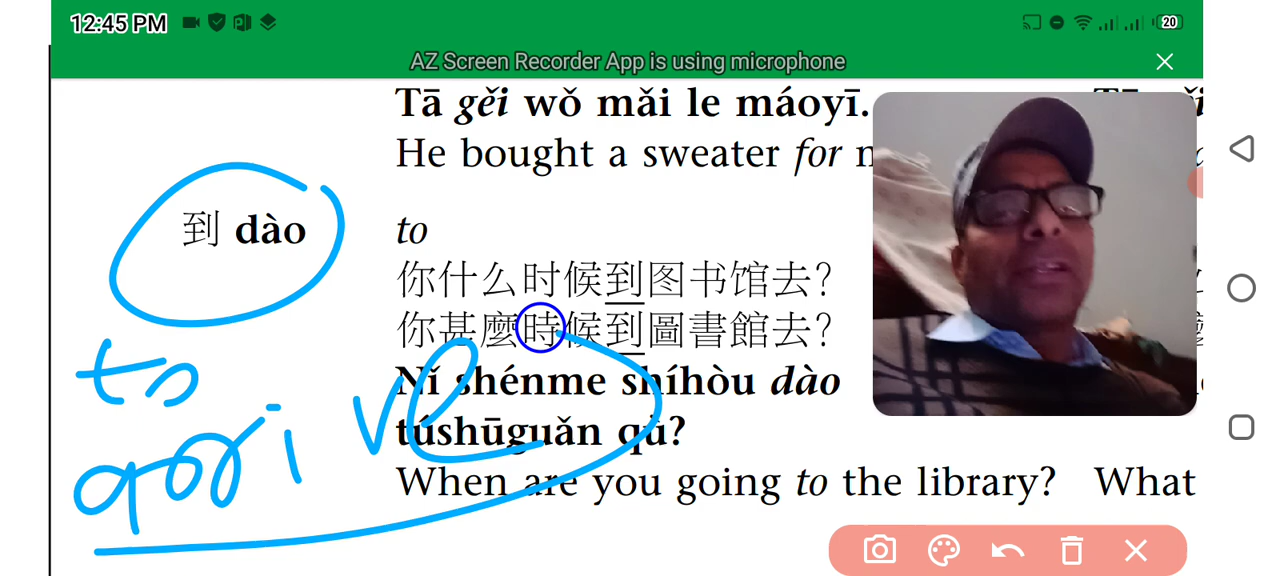 12:45 PM
20
AZ Screen Recorder App is using microphone
Tā gěi wǒ mǎi le máoyī.
He bought a sweater for
到 dào
to
你什么时候到图书馆去?
你甚麼時候到圖書館去?
Nǐ shénme shíhòu dào
túshūguǎn qù?
When are you going to the library? What
to
arrive